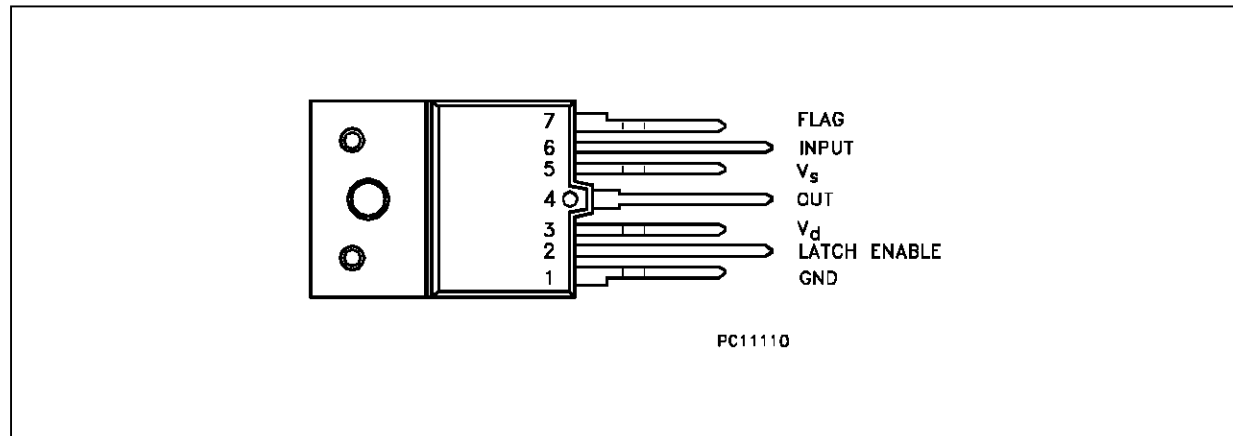 7 FLAG
6 INPUT
5 Vs
4 OUT
3 Vd
2 LATCH ENABLE
1 GND
PC11110